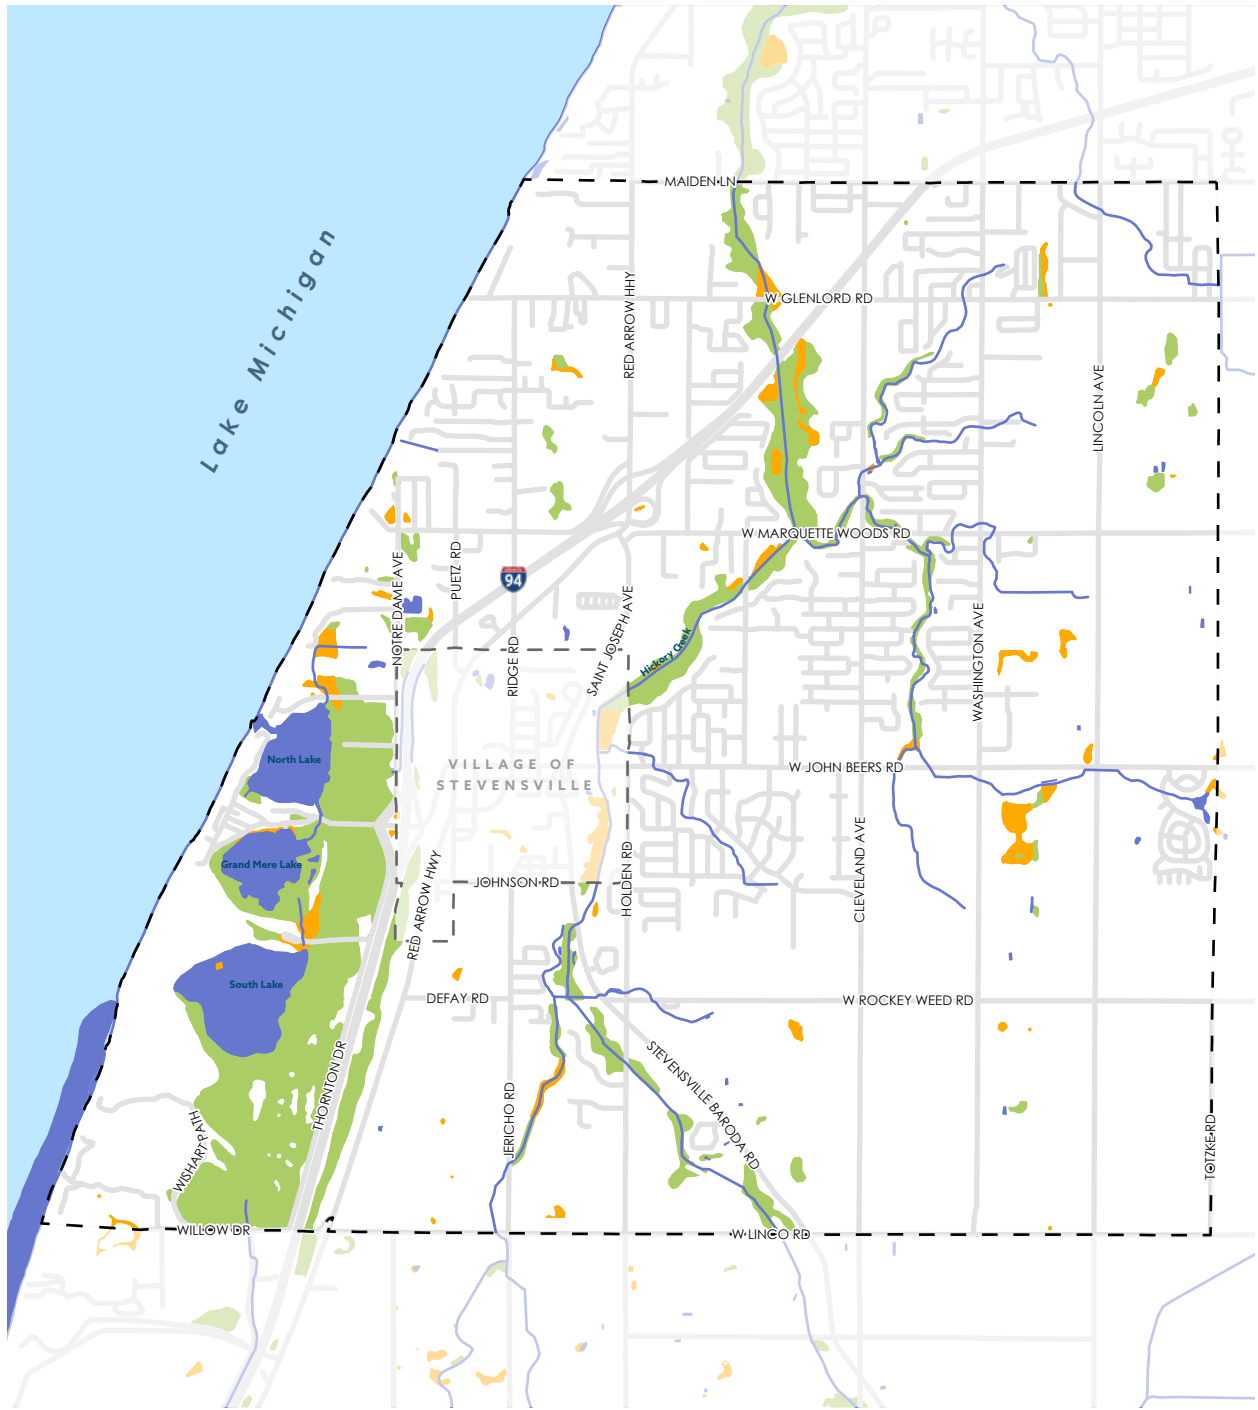 MAIDEN LN
Lake Michigan
RED ARROW HHY
W GLENLORD RD
LINCOLN AVE
W MARQUETTE WOODS RD
NOTRE DAME AVE
PUETZ RD
94
SAINT JOSEPH AVE
RIDGE RD
Hickory Creek
WASHINGTON AVE
North Lake
VILLAGE OF
STEVENSVILLE
W JOHN BEERS RD
Grand Mere Lake
RED ARROW HWY
JOHNSON RD
HOLDEN RD
CLEVELAND AVE
South Lake
DEFAY RD
W ROCKEY WEED RD
THORNTON DR
JERICHO RD
STEVENSVILLE BARODA RD
WISHART PATH
TOTZKE RD
WILLOW DR
W LINCO RD